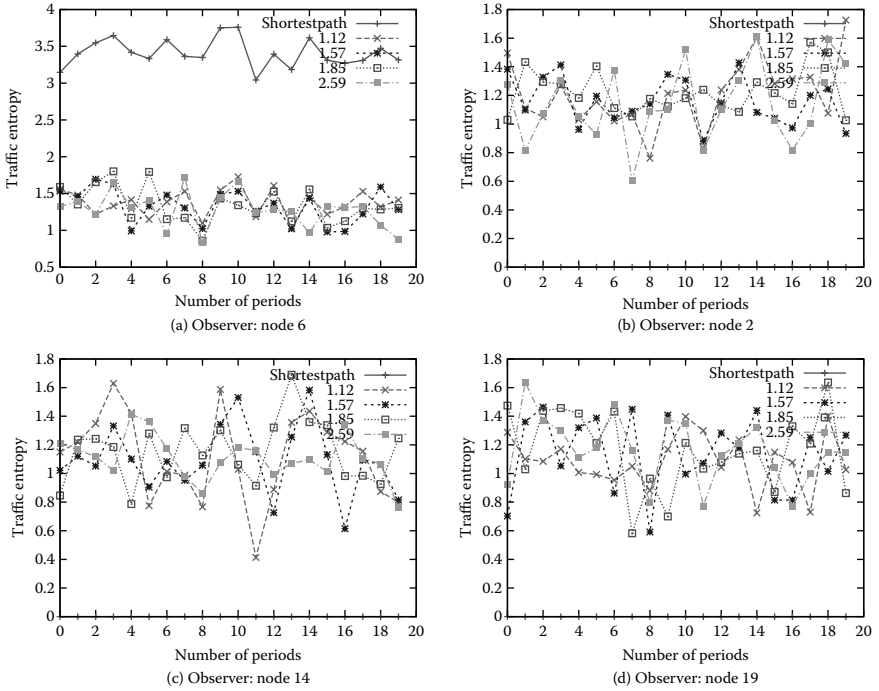 4
3.5
3
2.5
2
1.5
1
0.5
Traffic entropy
Shortestpath
1.12
1.57
1.85
2.59
0 2 4 6 8 10 12 14 16 18 20
Number of periods
(a) Observer: node 6
1.8
1.6
1.4
1.2
1
0.8
0.6
0.4
0.2
0
Traffic entropy
Shortestpath
1.12
1.57
1.85
2.59
0 2 4 6 8 10 12 14 16 18 20
Number of periods
(b) Observer: node 2
1.8
1.6
1.4
1.2
1
0.8
0.6
0.4
0.2
0
Traffic entropy
Shortestpath
1.12
1.57
1.85
2.59
0 2 4 6 8 10 12 14 16 18 20
Number of periods
(c) Observer: node 14
1.8
1.6
1.4
1.2
1
0.8
0.6
0.4
0.2
0
Traffic entropy
Shortestpath
1.12
1.57
1.85
2.59
0 2 4 6 8 10 12 14 16 18 20
Number of periods
(d) Observer: node 19